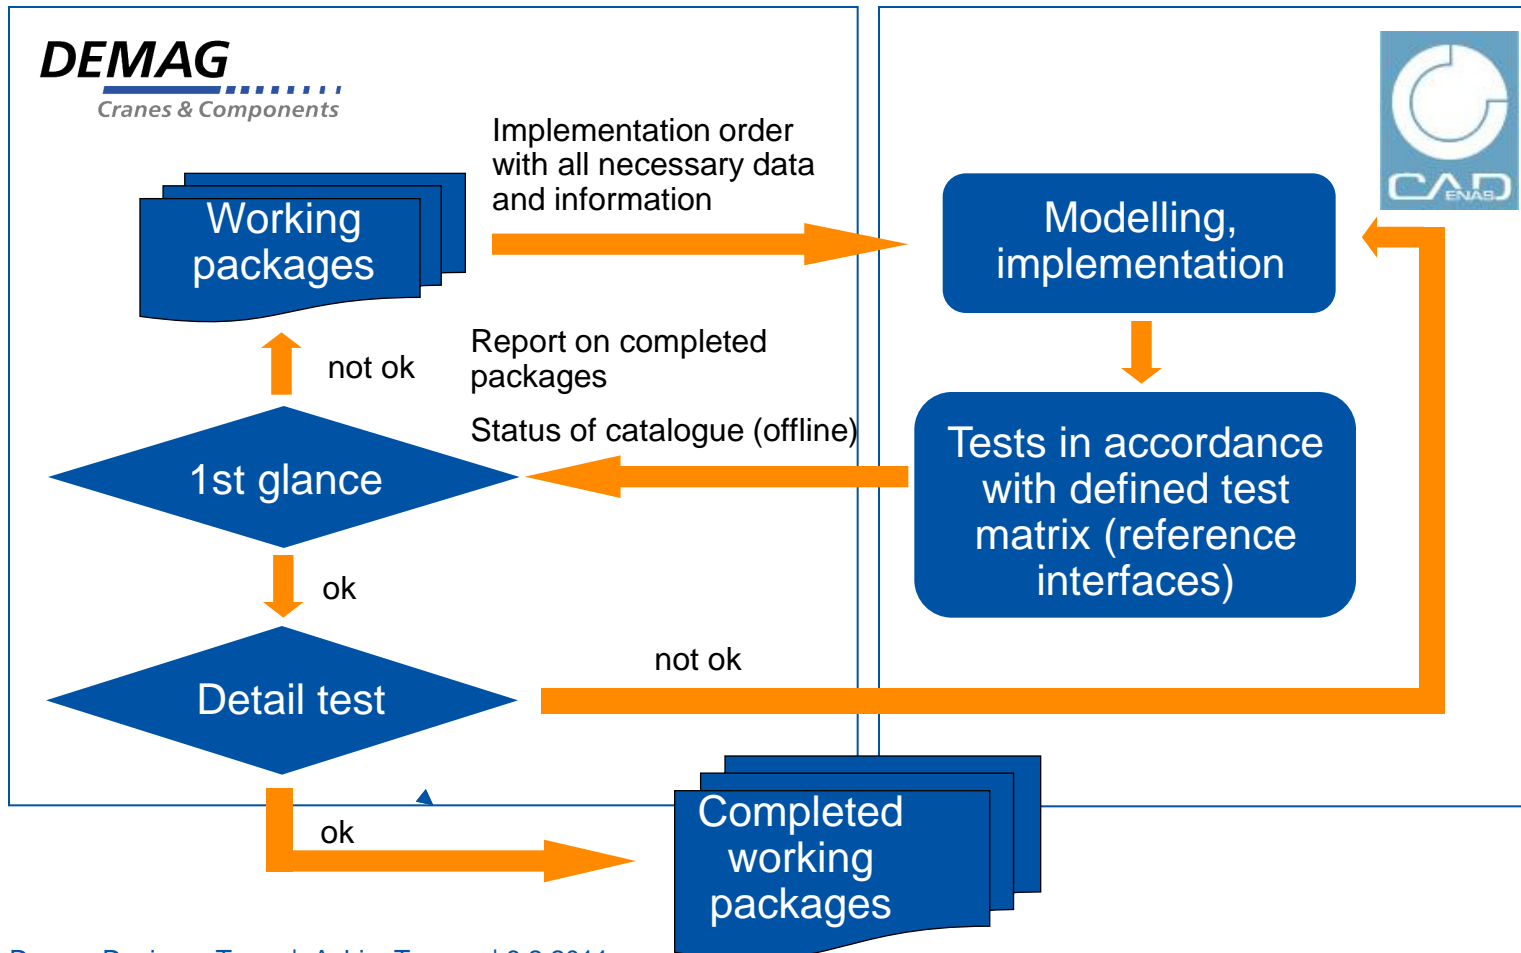 DEMAG
Cranes & Components
CAD
ENAS
Implementation order
with all necessary data
and information
Working
packages
Modelling,
implementation
not ok
Report on completed
packages
Status of catalogue (offline)
1st glance
Tests in accordance
with defined test
matrix (reference
interfaces)
ok
not ok
Detail test
ok
Completed
working
packages